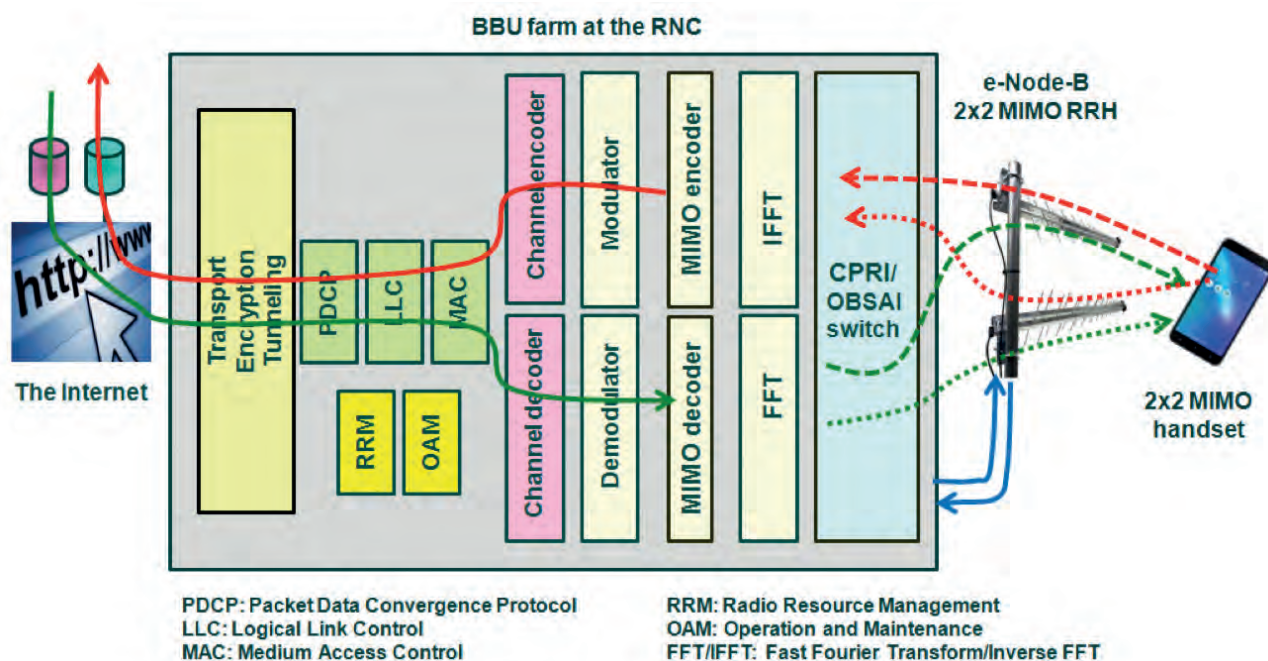 BBU farm at the RNC
e-Node-B
2x2 MIMO RRH
http://www
The Internet
Transport
Encryption
Tunneling
PDCP
LLC
MAC
RRM
OAM
Channel encoder
Channel decoder
Modulator
Demodulator
MIMO encoder
MIMO decoder
IFFT
FFT
CPRI/
OBSAI
switch
2x2 MIMO
handset
PDCP: Packet Data Convergence Protocol
LLC: Logical Link Control
MAC: Medium Access Control
RRM: Radio Resource Management
OAM: Operation and Maintenance
FFT/IFFT: Fast Fourier Transform/Inverse FFT